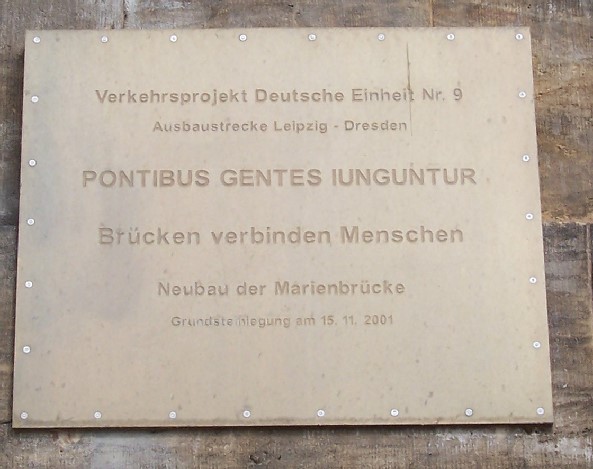 Verkehrsprojekt Deutsche Einheit Nr. 9
Ausbaustrecke Leipzig - Dresden
PONTIBUS GENTES IUNGUNTUR
Brücken verbinden Menschen
Neubau der Marienbrücke
Grundsteinlegung am 15. 11. 2001